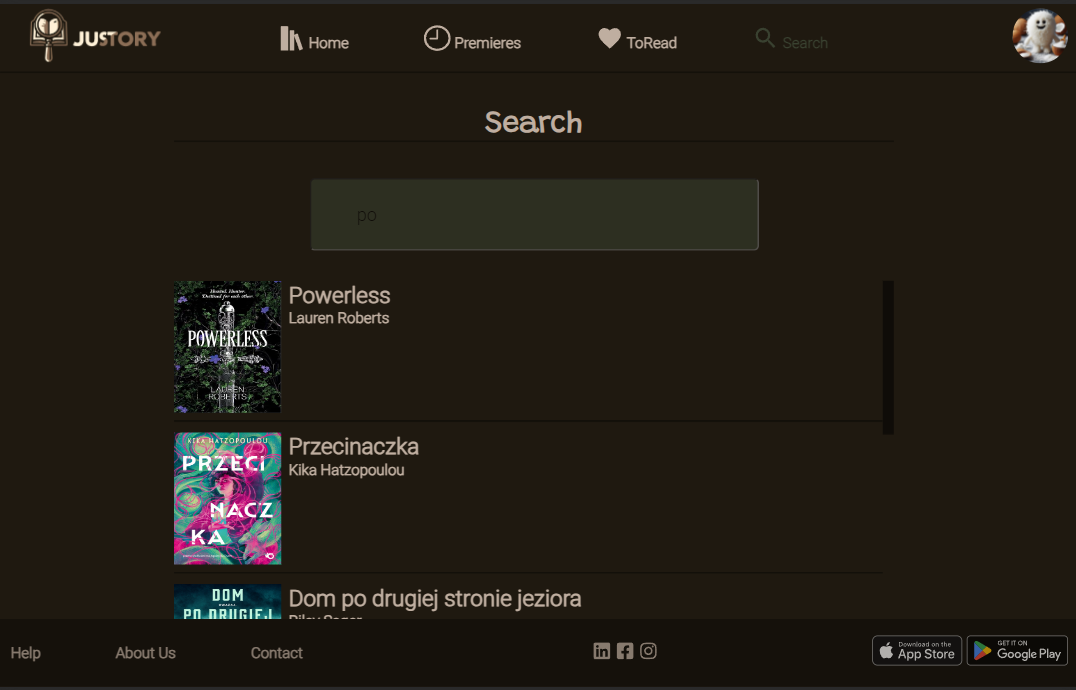 JUSTORY
Home
Premieres
ToRead
Search
Search
po
Hunted. Hunter.
Destined for each other.
POWERLESS
LAUREN
ROBERTS
Powerless
Lauren Roberts
KIKA HATZOPOULOU
PRZECI
NACZ
KA
Przecinaczka
Kika Hatzopoulou
DOM
PO DRUGIEJ
Dom po drugiej stronie jeziora
Riley Sager
Help
About Us
Contact
Download on the
App Store
GET IT ON
Google Play